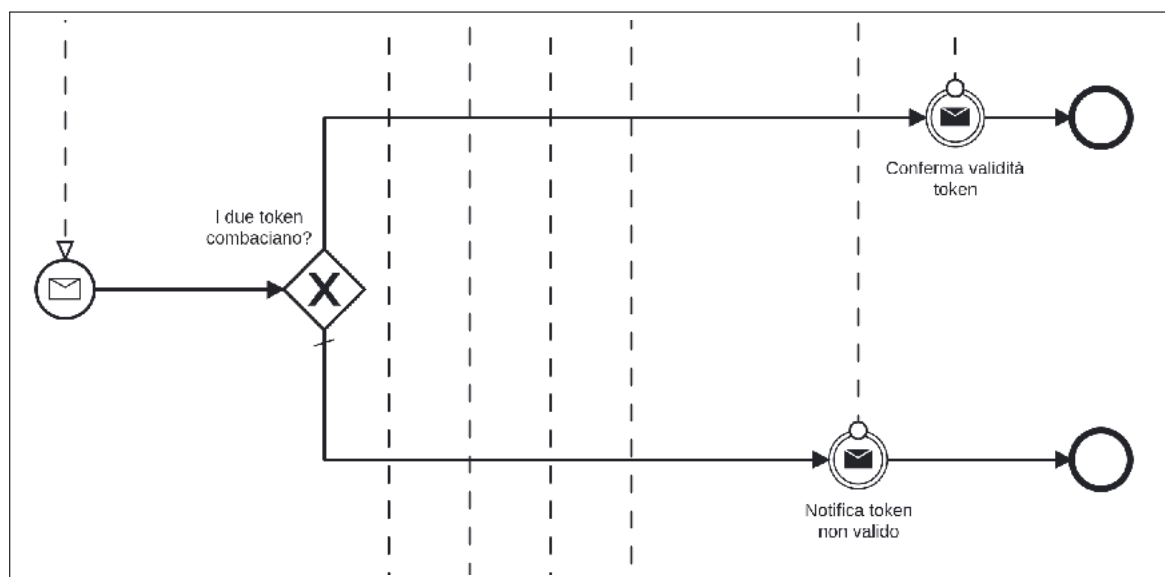 Conferma validità
token
I due token
combaciano?
X
Notifica token
non valido